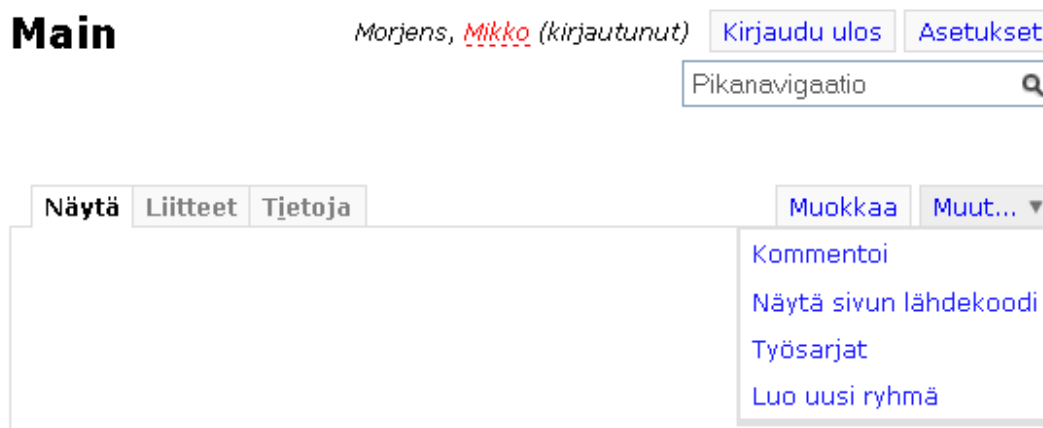 Main
Morjens, Mikko (kirjautunut) Kirjaudu ulos Asetukset
Pikanavigaatio
Näytä Liitteet Tietoja Muokkaa Muut...
Kommentoi
Näytä sivun lähdekoodi
Työsarjat
Luo uusi ryhmä